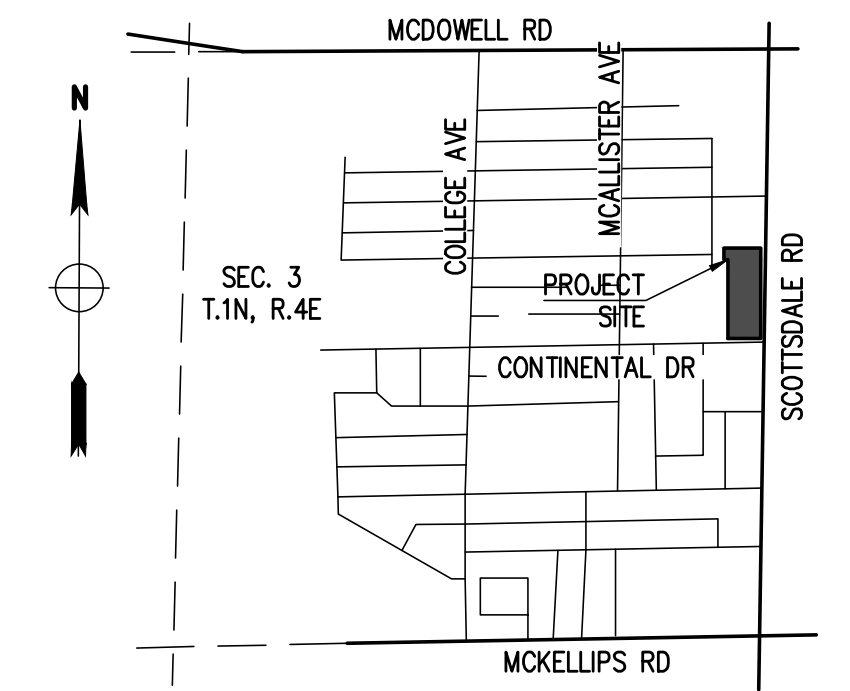 MCDOWELL RD
N
COLLEGE AVE
MCALLISTER AVE
SEC. 3
T.1N, R.4E
PROJECT
SITE
SCOTTSDALE RD
CONTINENTAL DR
MCKELLIPS RD